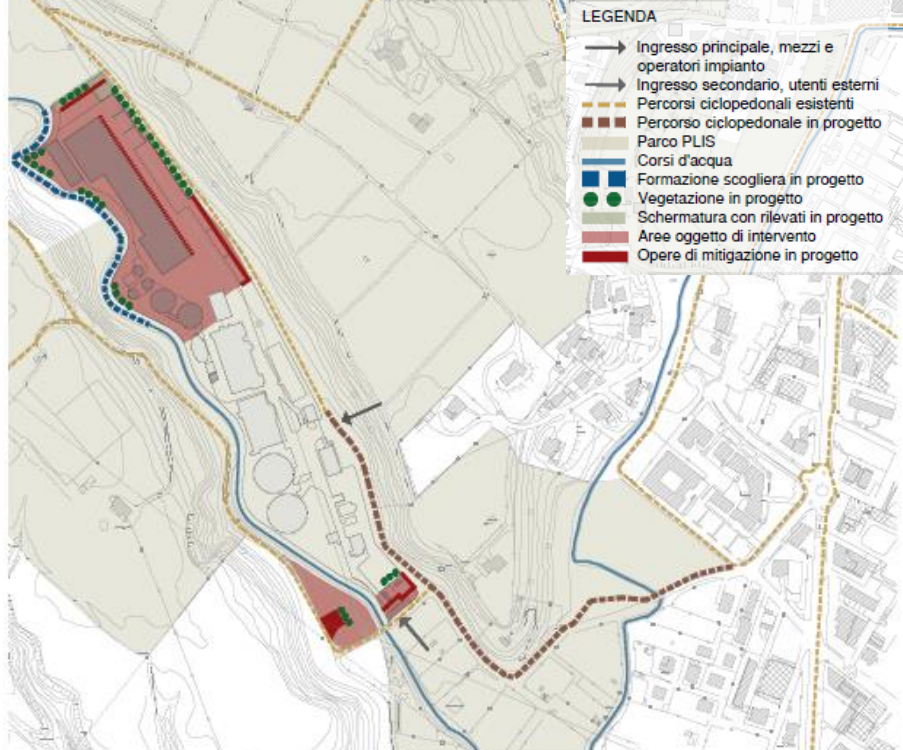 LEGENDA
Ingresso principale, mezzi e
operatori impianto
Ingresso secondario, utenti esterni
Percorsi ciclopedonali esistenti
Percorso ciclopedonale in progetto
Parco PLIS
Corsi d'acqua
Formazione scogliera in progetto
Vegetazione in progetto
Schermatura con rilevati in progetto
Aree oggetto di intervento
Opere di mitigazione in progetto